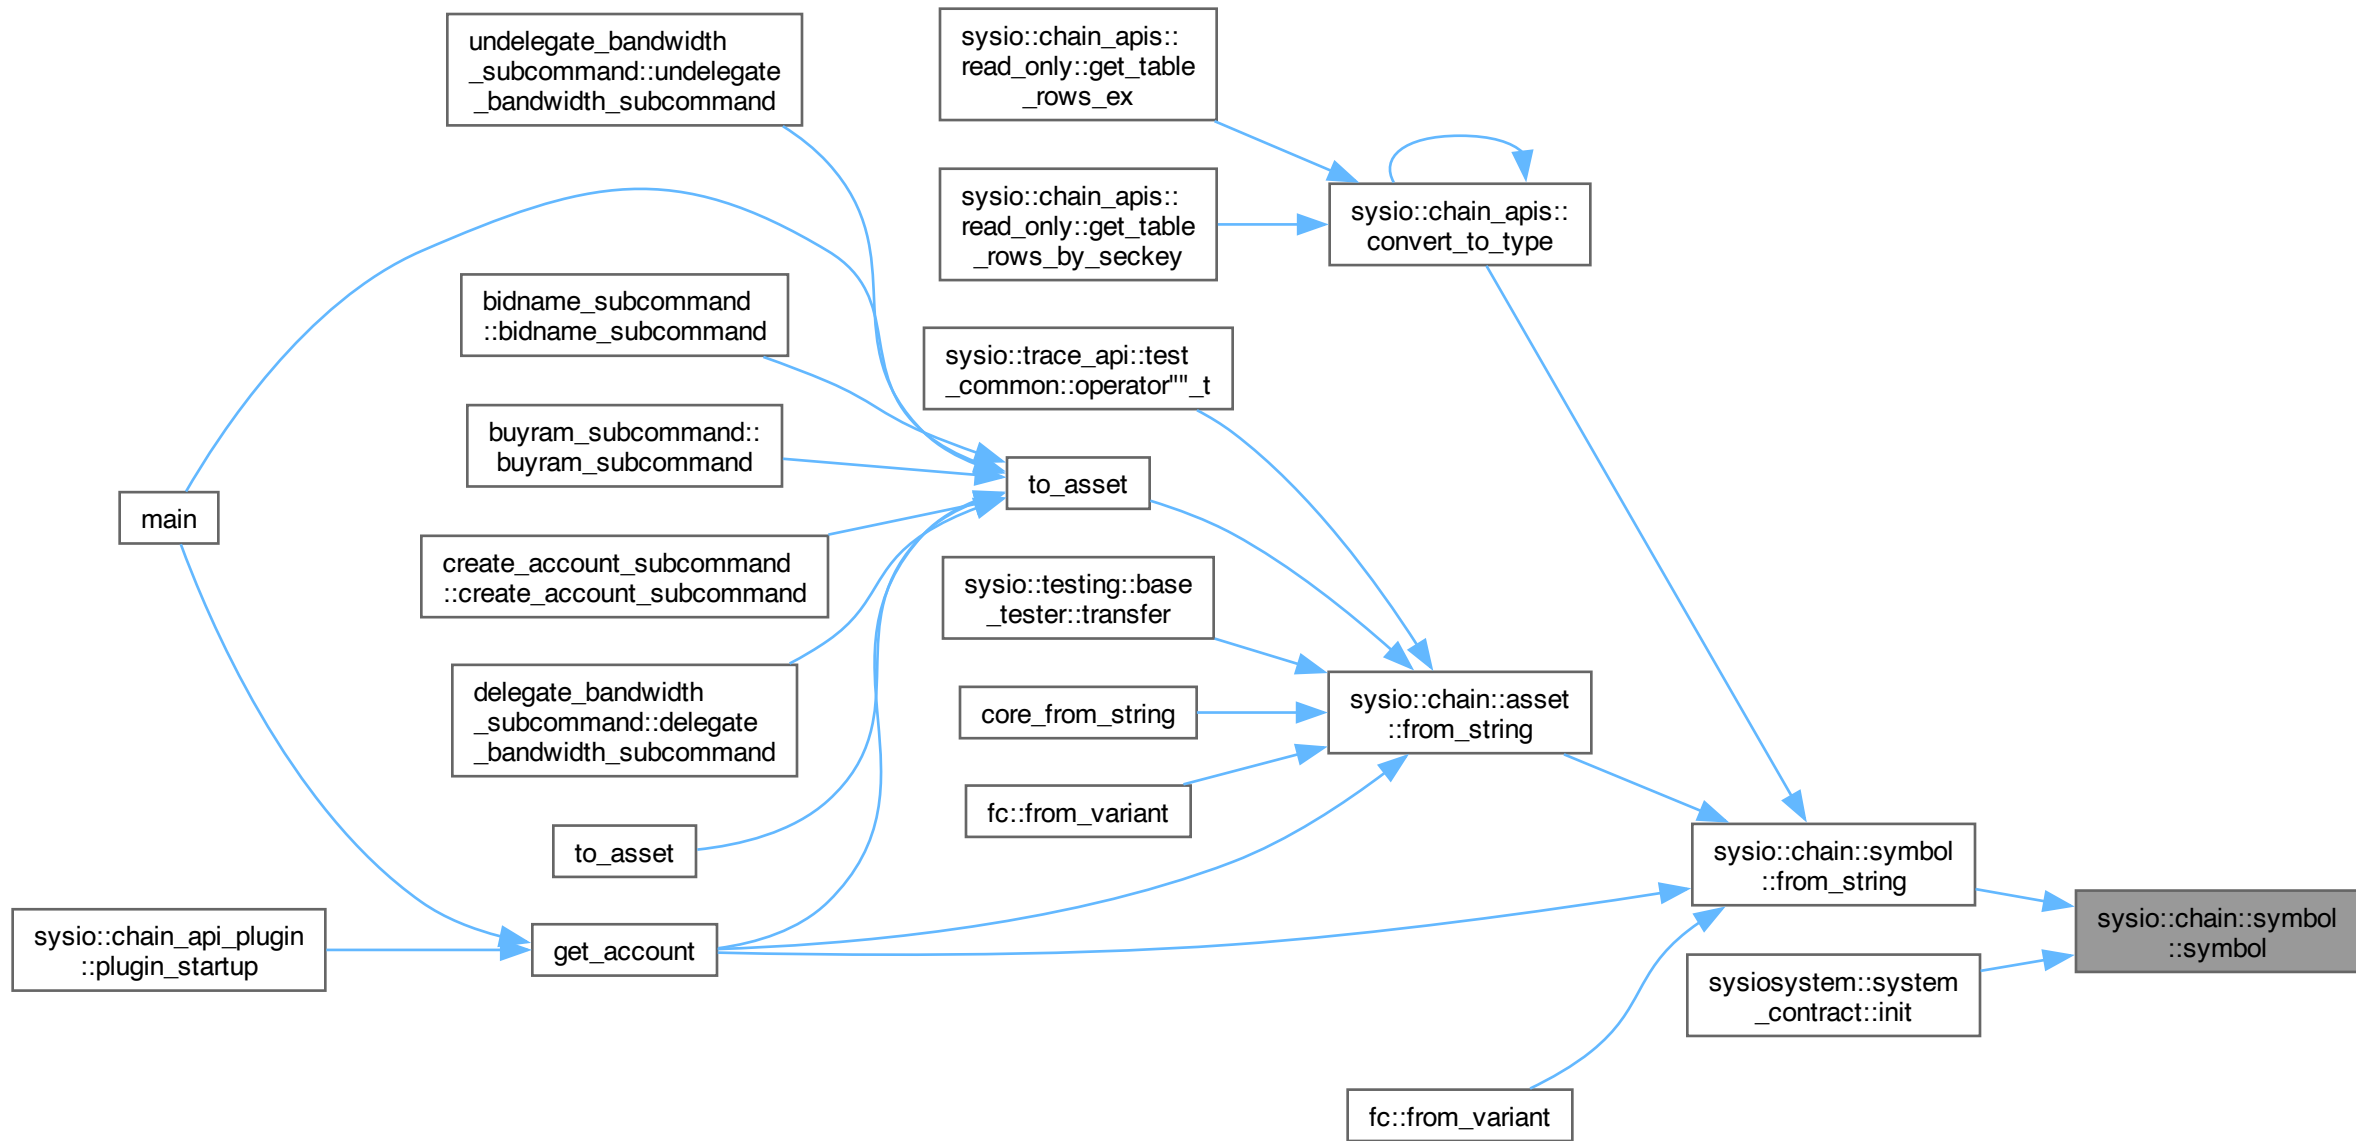 undelegate_bandwidth
_subcommand::undelegate
_bandwidth_subcommand
sysio::chain_apis::
read_only::get_table
_rows_ex
sysio::chain_apis::
read_only::get_table
_rows_by_seckey
sysio::chain_apis::
convert_to_type
bidname_subcommand
::bidname_subcommand
sysio::trace_api::test
_common::operator""_t
buyram_subcommand::
buyram_subcommand
to_asset
main
create_account_subcommand
::create_account_subcommand
sysio::testing::base
_tester::transfer
delegate_bandwidth
_subcommand::delegate
_bandwidth_subcommand
core_from_string
sysio::chain::asset
::from_string
fc::from_variant
to_asset
sysio::chain::symbol
::from_string
sysio::chain_api_plugin
::plugin_startup
get_account
sysio::chain::symbol
::symbol
sysiosystem::system
_contract::init
fc::from_variant